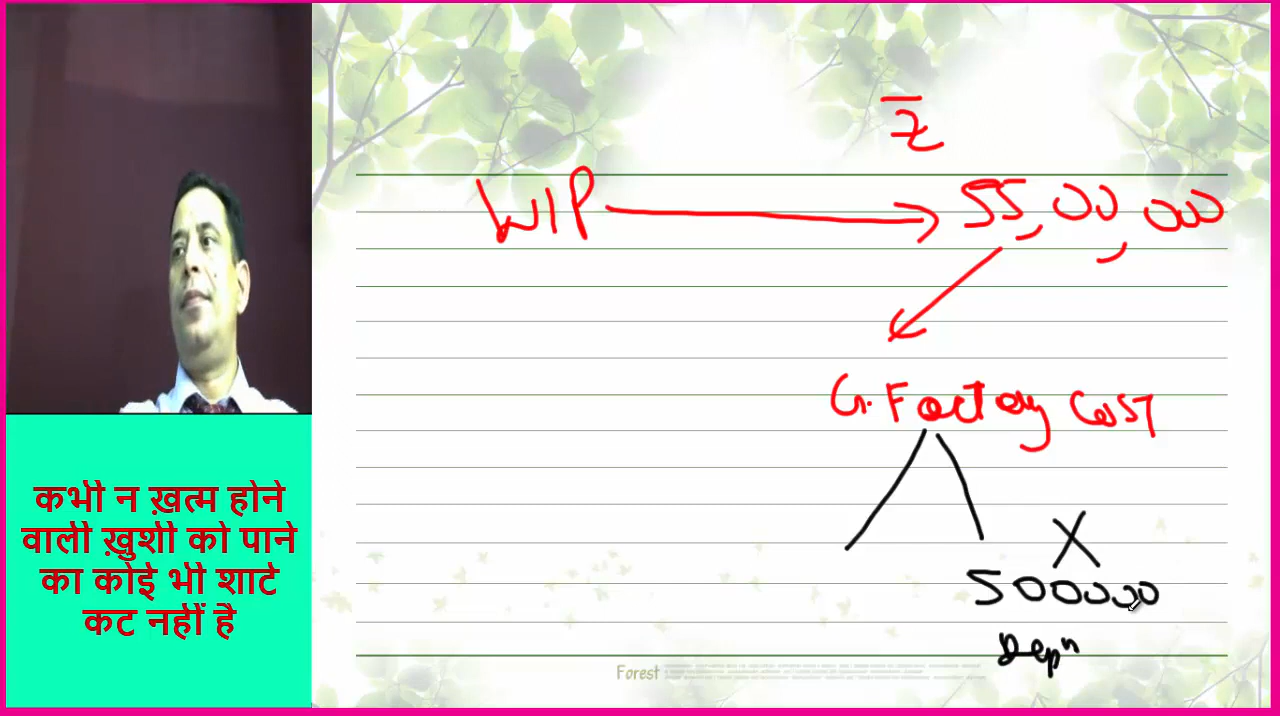 WIP 55,00,000
G. Factory Cost
X
500000
Depn
Forest
कभी न ख़त्म होने
वाली ख़ुशी को पाने
का कोई भी शार्ट
कट नहीं है